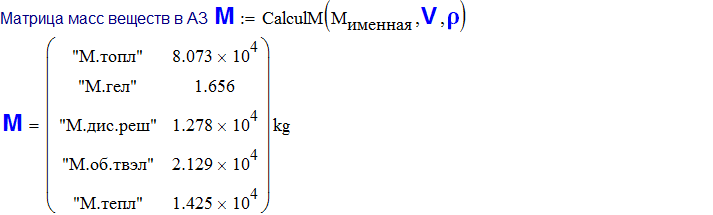 Матрица масс веществ в АЗ M := CalculM(M именная , V , ρ)
"М.топл" 8.073 × 10^4
"М.гел" 1.656
M = "М.дис.реш" 1.278 × 10^4 kg
"М.об.твэл" 2.129 × 10^4
"М.тепл" 1.425 × 10^4